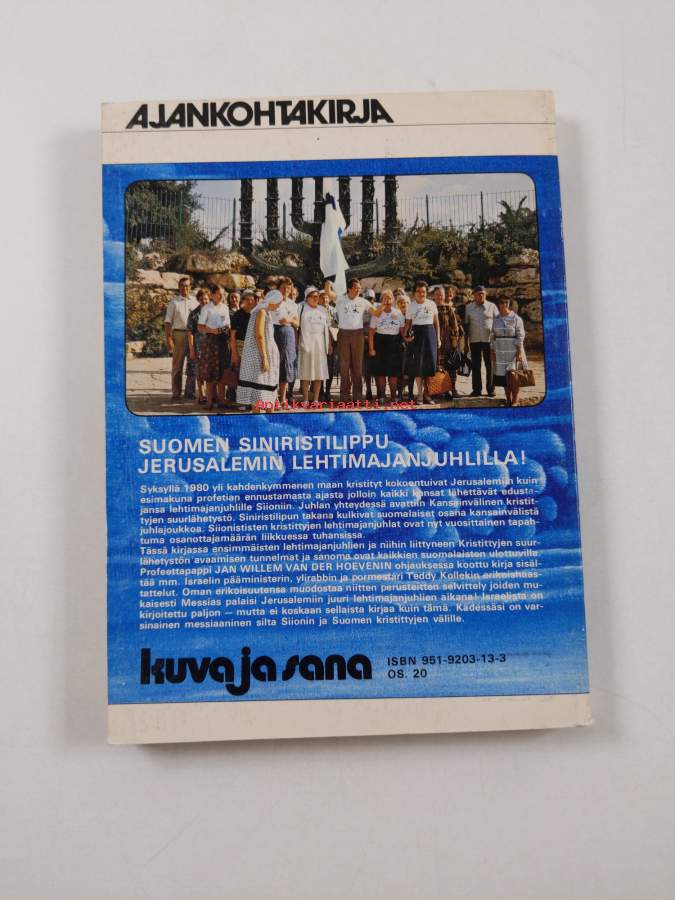 AJANKOHTAKIRJA
antikvariaatti.net
SUOMEN SINIRISTILIPPU
JERUSALEMIN LEHTIMAJANJUHLILLA!
Syksyllä 1980 yli kahdenkymmenen maan kristityt kokoontuivat Jerusalemiin kuin
esimakuna profetian ennustamasta ajasta jolloin kaikki kansat lähettävät edusta-
jansa lehtimajanjuhlille Siioniin. Juhlan yhteydessä avattiin Kansainvälinen kristit-
tyjen suurlähetystö. Siniristilipun takana kulkivat suomalaiset osana kansainvälistä
juhlajoukkoa. Siionististen kristittyjen lehtimajanjuhlat ovat nyt vuosittainen tapah-
tuma osanottajamäärän liikkuessa tuhansissa.
Tässä kirjassa ensimmäisten lehtimajanjuhlien ja niihin liittyneen Kristittyjen suur-
lähetystön avaamisen tunnelmat ja sanoma ovat kaikkien suomalaisten ulottuvilla
Profeettapappi JAN WILLEM VAN DER HOEVENIN ohjauksessa koottu kirja sisäl-
tää mm. Israelin pääministerin, ylirabbin ja pormestari Teddy Kollekin erikoishaas-
tattelut. Oman erikoisuutensa muodostaa niitten perusteitten selvittely joiden mu-
kaisesti Messias palaisi Jerusalemiin juuri lehtimajanjuhlien aikana! Israelista on
kirjoitettu paljon – mutta ei koskaan sellaista kirjaa kuin tämä. Kädessäsi on var-
sinainen messiaaninen silta Siionin ja Suomen kristittyjen välille.
kuva ja sana
ISBN 951-9203-13-3
OS. 20